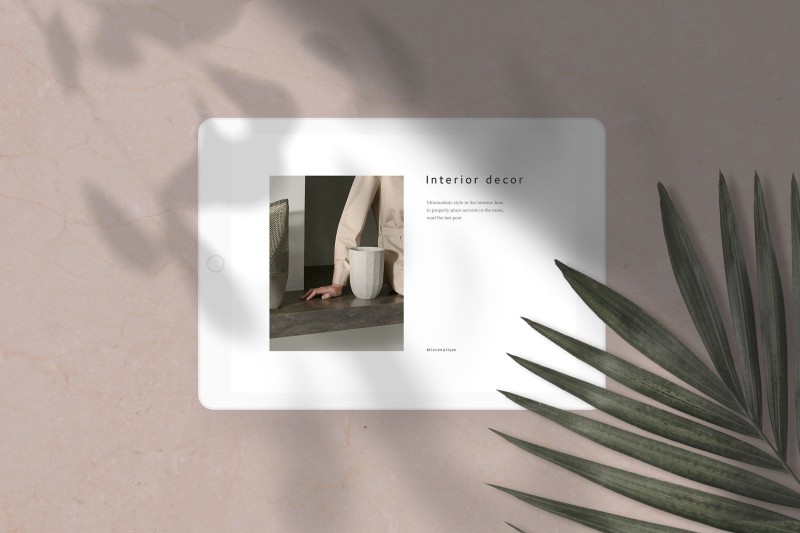 Interior decor
Minimalistic style in the interior: how
to properly place accents in the room,
read the last post
Minimalism